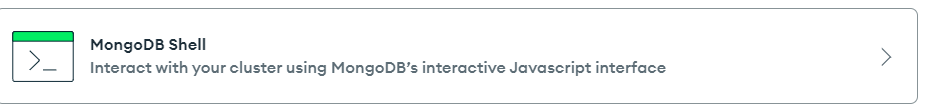 MongoDB Shell
Interact with your cluster using MongoDB’s interactive Javascript interface